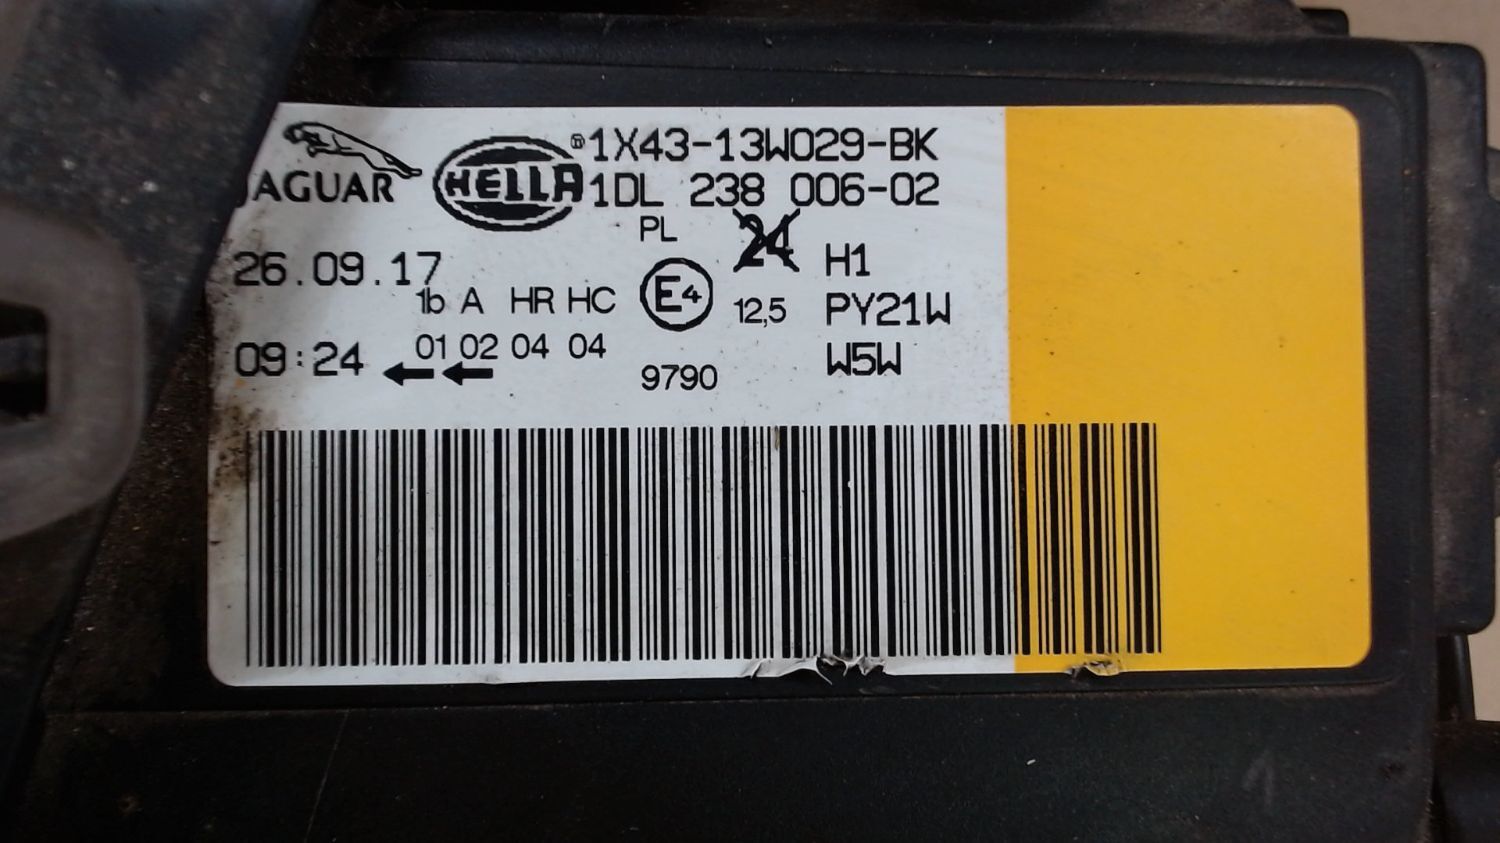 JAGUAR
HELLA® 1X43-13W029-BK
1DL 238 006-02
PL 24 H1
26.09.17
1b A HR HC E4 12,5 PY21W
01 02 04 04
09:24 9790 W5W